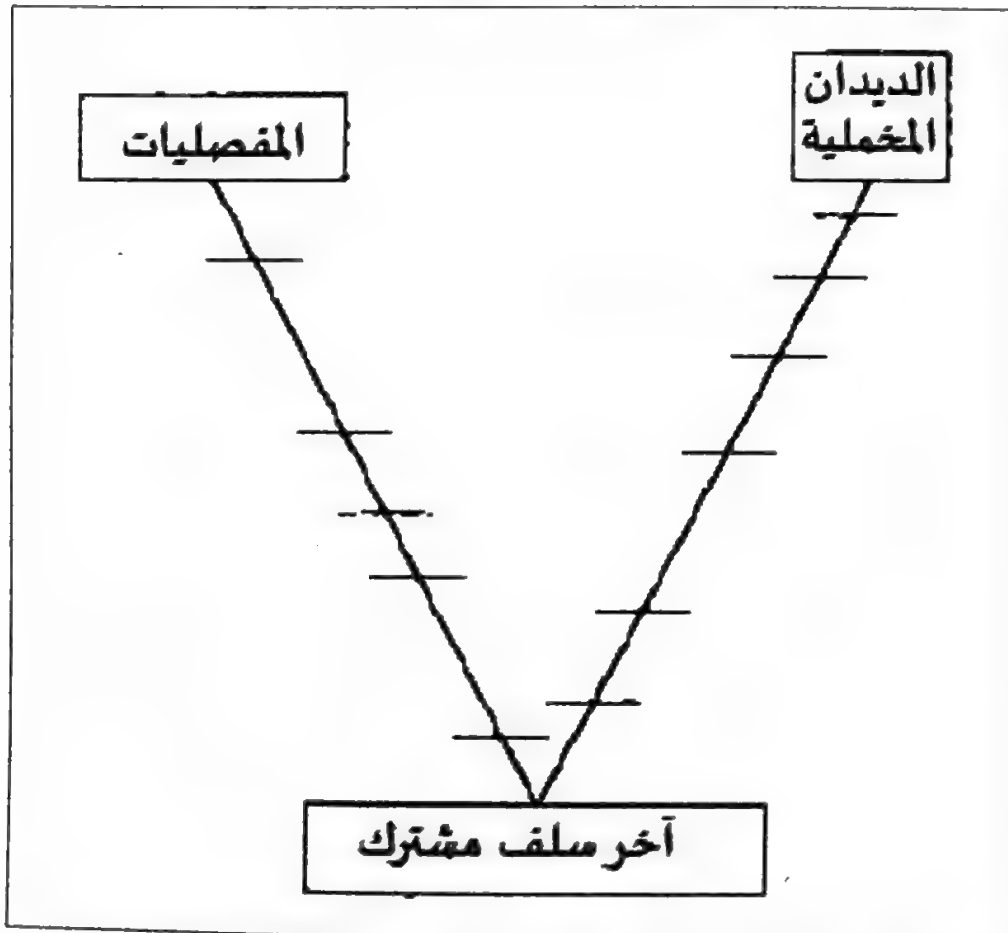 الديدان
المخملية
المفصليات
آخر سلف مشترك